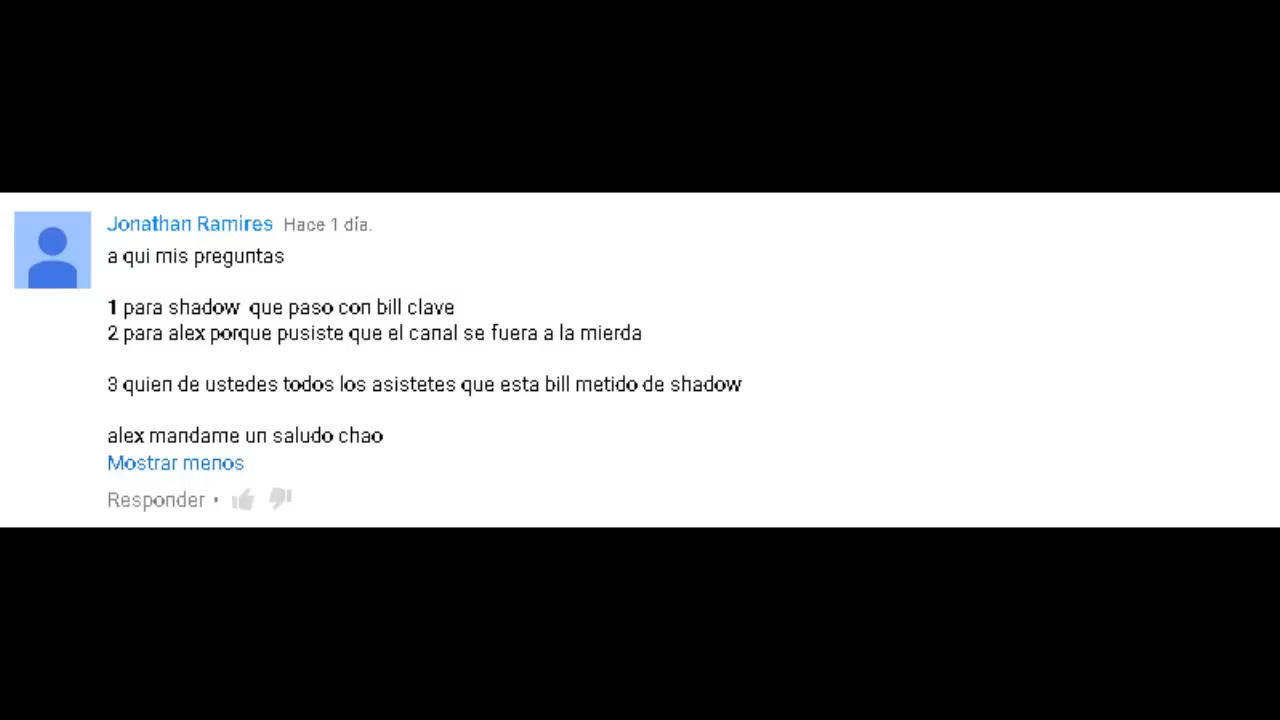 Jonathan Ramires Hace 1 día.
a qui mis preguntas
1 para shadow que paso con bill clave
2 para alex porque pusiste que el canal se fuera a la mierda
3 quien de ustedes todos los asistetes que esta bill metido de shadow
alex mandame un saludo chao
Mostrar menos
Responder •